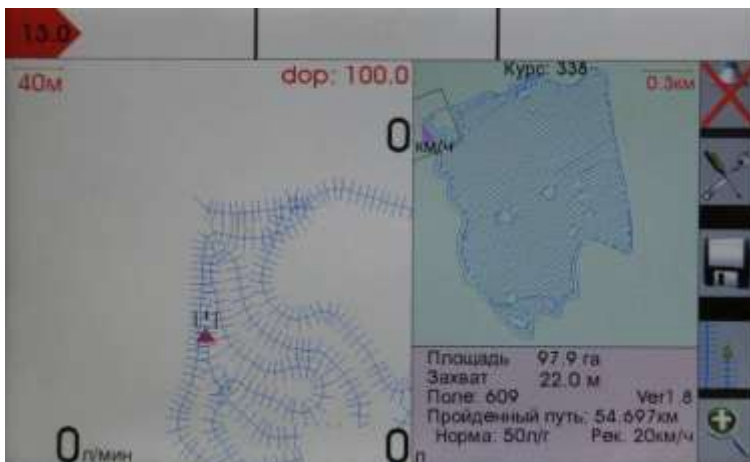 13.0
40м
dop: 100.0
Курс: 338
0.3км
0 км/ч
Площадь 97.9 га
Захват 22.0 м
Поле: 609 Ver1.8
Пройденный путь: 54.697км
Норма: 50л/г Рек. 20км/ч
0 л/мин
0 л